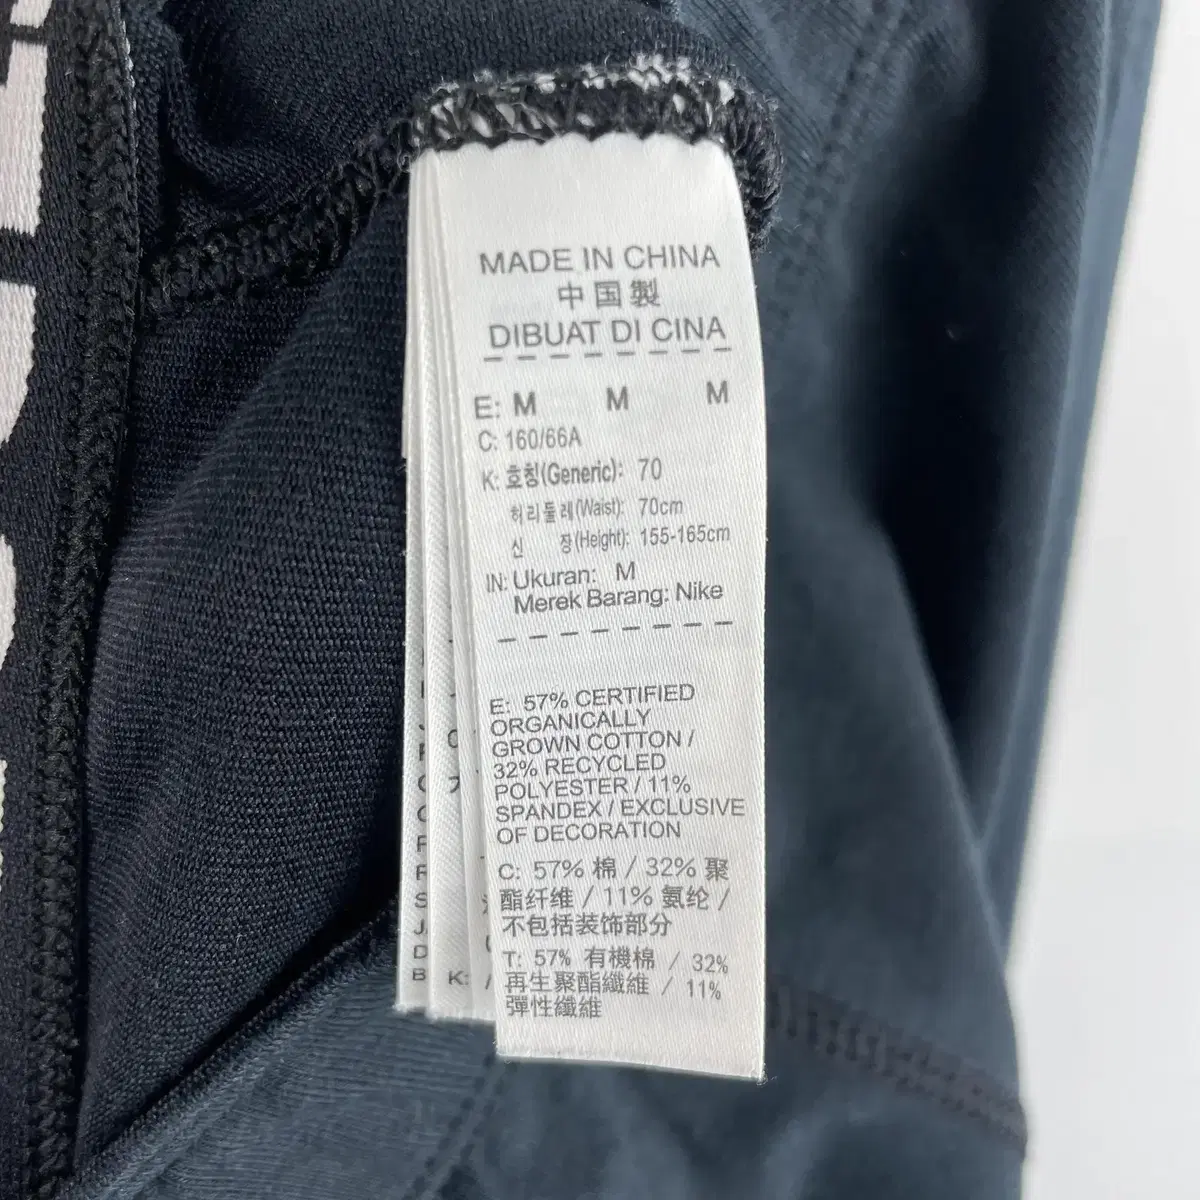 MADE IN CHINA
中国製
DIBUAT DI CINA
E: M M M
C: 160/66A
K: 호칭(Generic): 70
허리둘레(Waist): 70cm
신 장(Height): 155-165cm
IN: Ukuran: M
Merek Barang: Nike
E: 57% CERTIFIED
ORGANICALLY
GROWN COTTON /
32% RECYCLED
POLYESTER / 11%
SPANDEX / EXCLUSIVE
OF DECORATION
C: 57% 棉 / 32% 聚
酯纤维 / 11% 氨纶 /
不包括装饰部分
T: 57% 有機棉 / 32%
再生聚酯纖維 / 11%
彈性纖維
K: